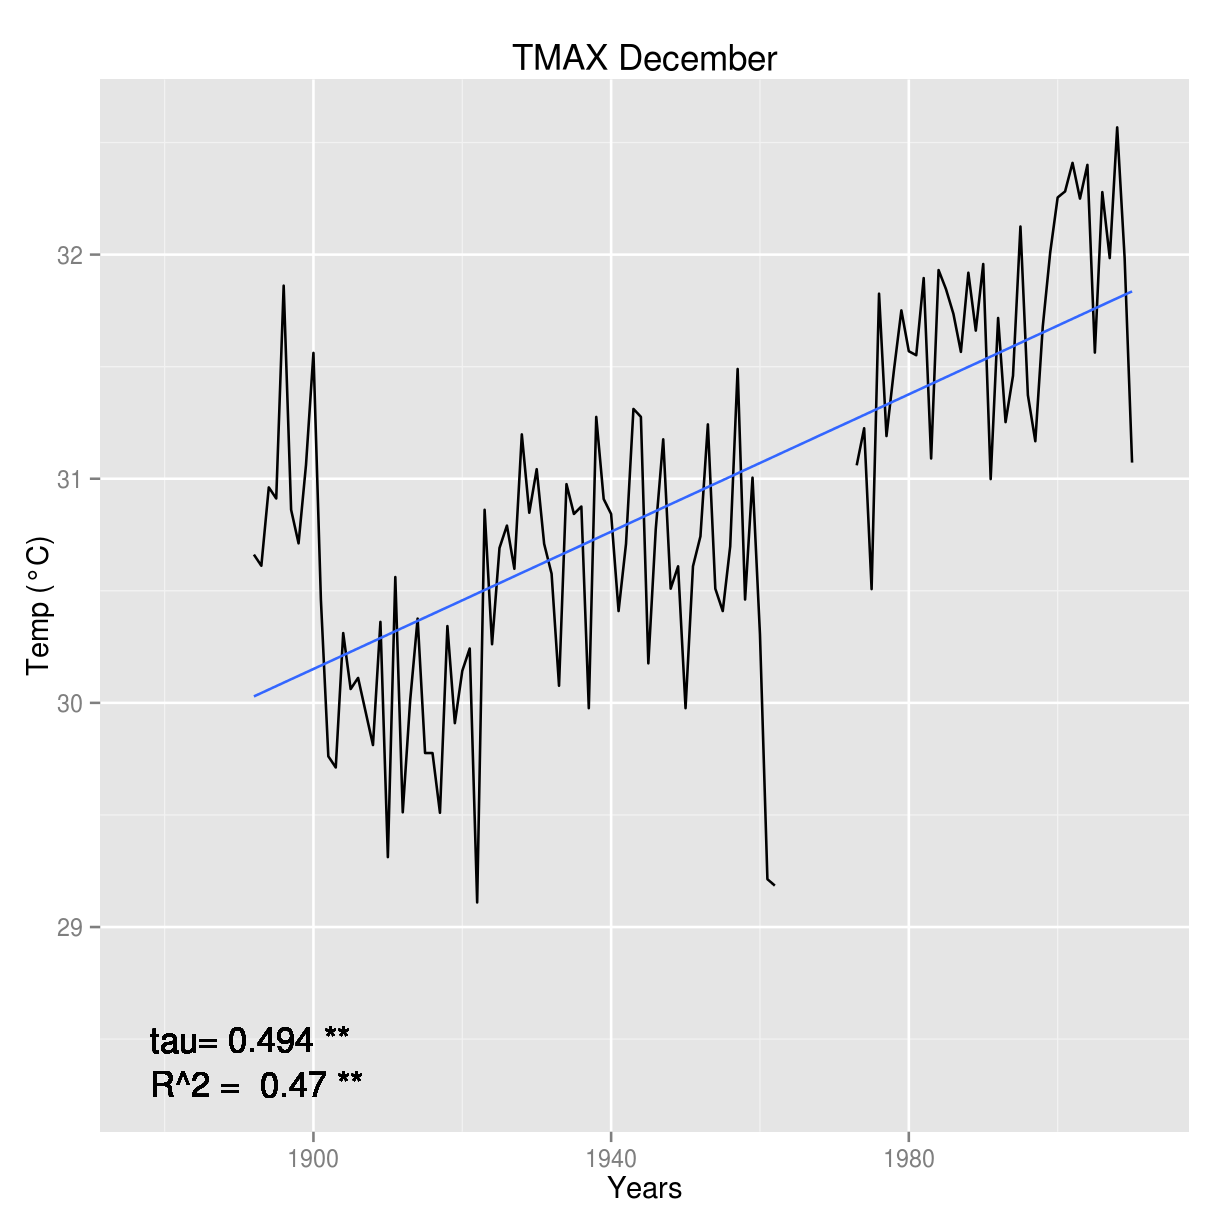 TMAX December
32
31
30
29
Temp (°C)
tau= 0.494 **
R^2 =  0.47 **
1900 1940 1980
Years